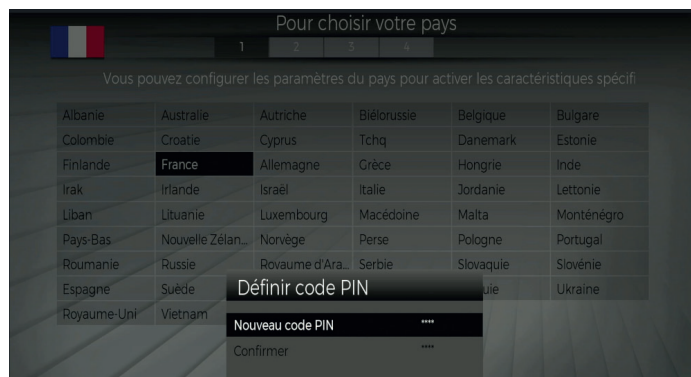 Pour choisir votre pays
1 2 3 4
Vous pouvez configurer les paramètres du pays pour activer les caractéristiques spécifi
Albanie Australie Autriche Biélorussie Belgique Bulgare
Colombie Croatie Cyprus Tchq Danemark Estonie
Finlande France Allemagne Grèce Hongrie Inde
Irak Irlande Israël Italie Jordanie Lettonie
Liban Lituanie Luxembourg Macédoine Malta Monténégro
Pays-Bas Nouvelle Zélan... Norvège Perse Pologne Portugal
Roumanie Russie Royaume d'Ara... Serbie Slovaquie Slovénie
Espagne Suède uie Ukraine
Définir code PIN
Royaume-Uni Vietnam
Nouveau code PIN ****
Confirmer ****